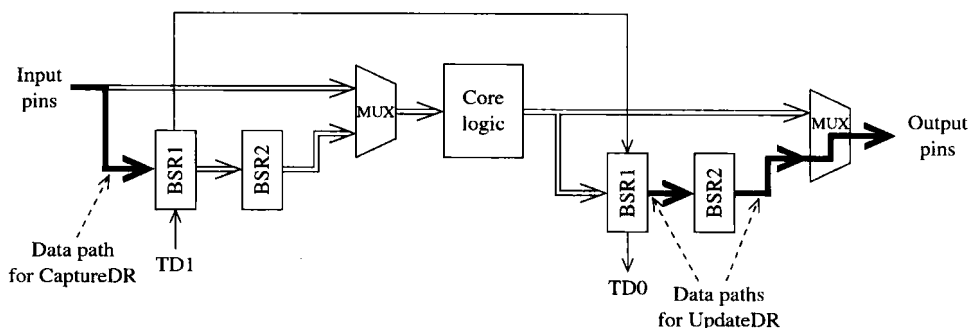 Input
pins
BSR1
BSR2
MUX
Core
logic
BSR1
BSR2
MUX
Output
pins
Data path
for CaptureDR
TD1
TD0
Data paths
for UpdateDR